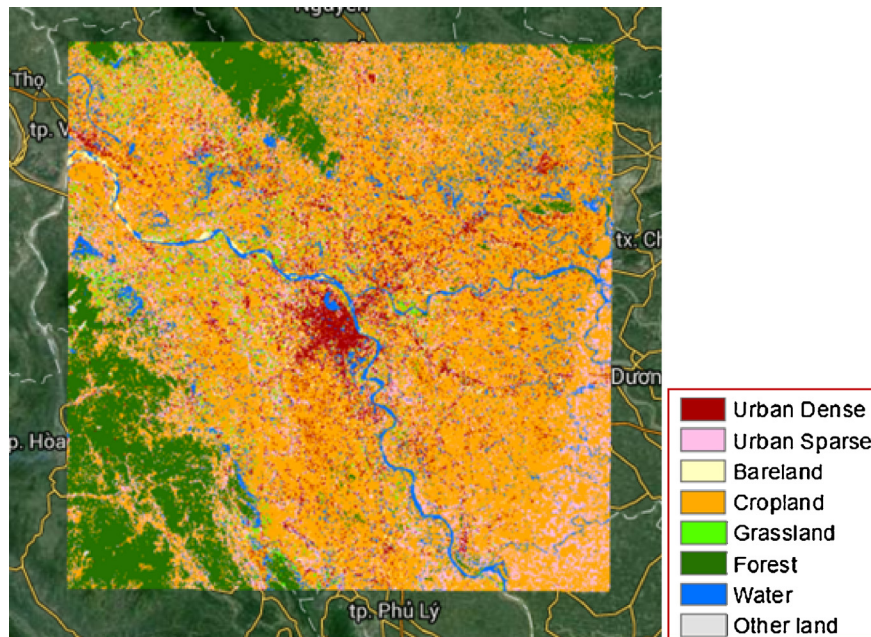 Thọ
tp. V
tx. Ch
Dươn
p. Hòa
tp. Phủ Lý
Urban Dense
Urban Sparse
Bareland
Cropland
Grassland
Forest
Water
Other land